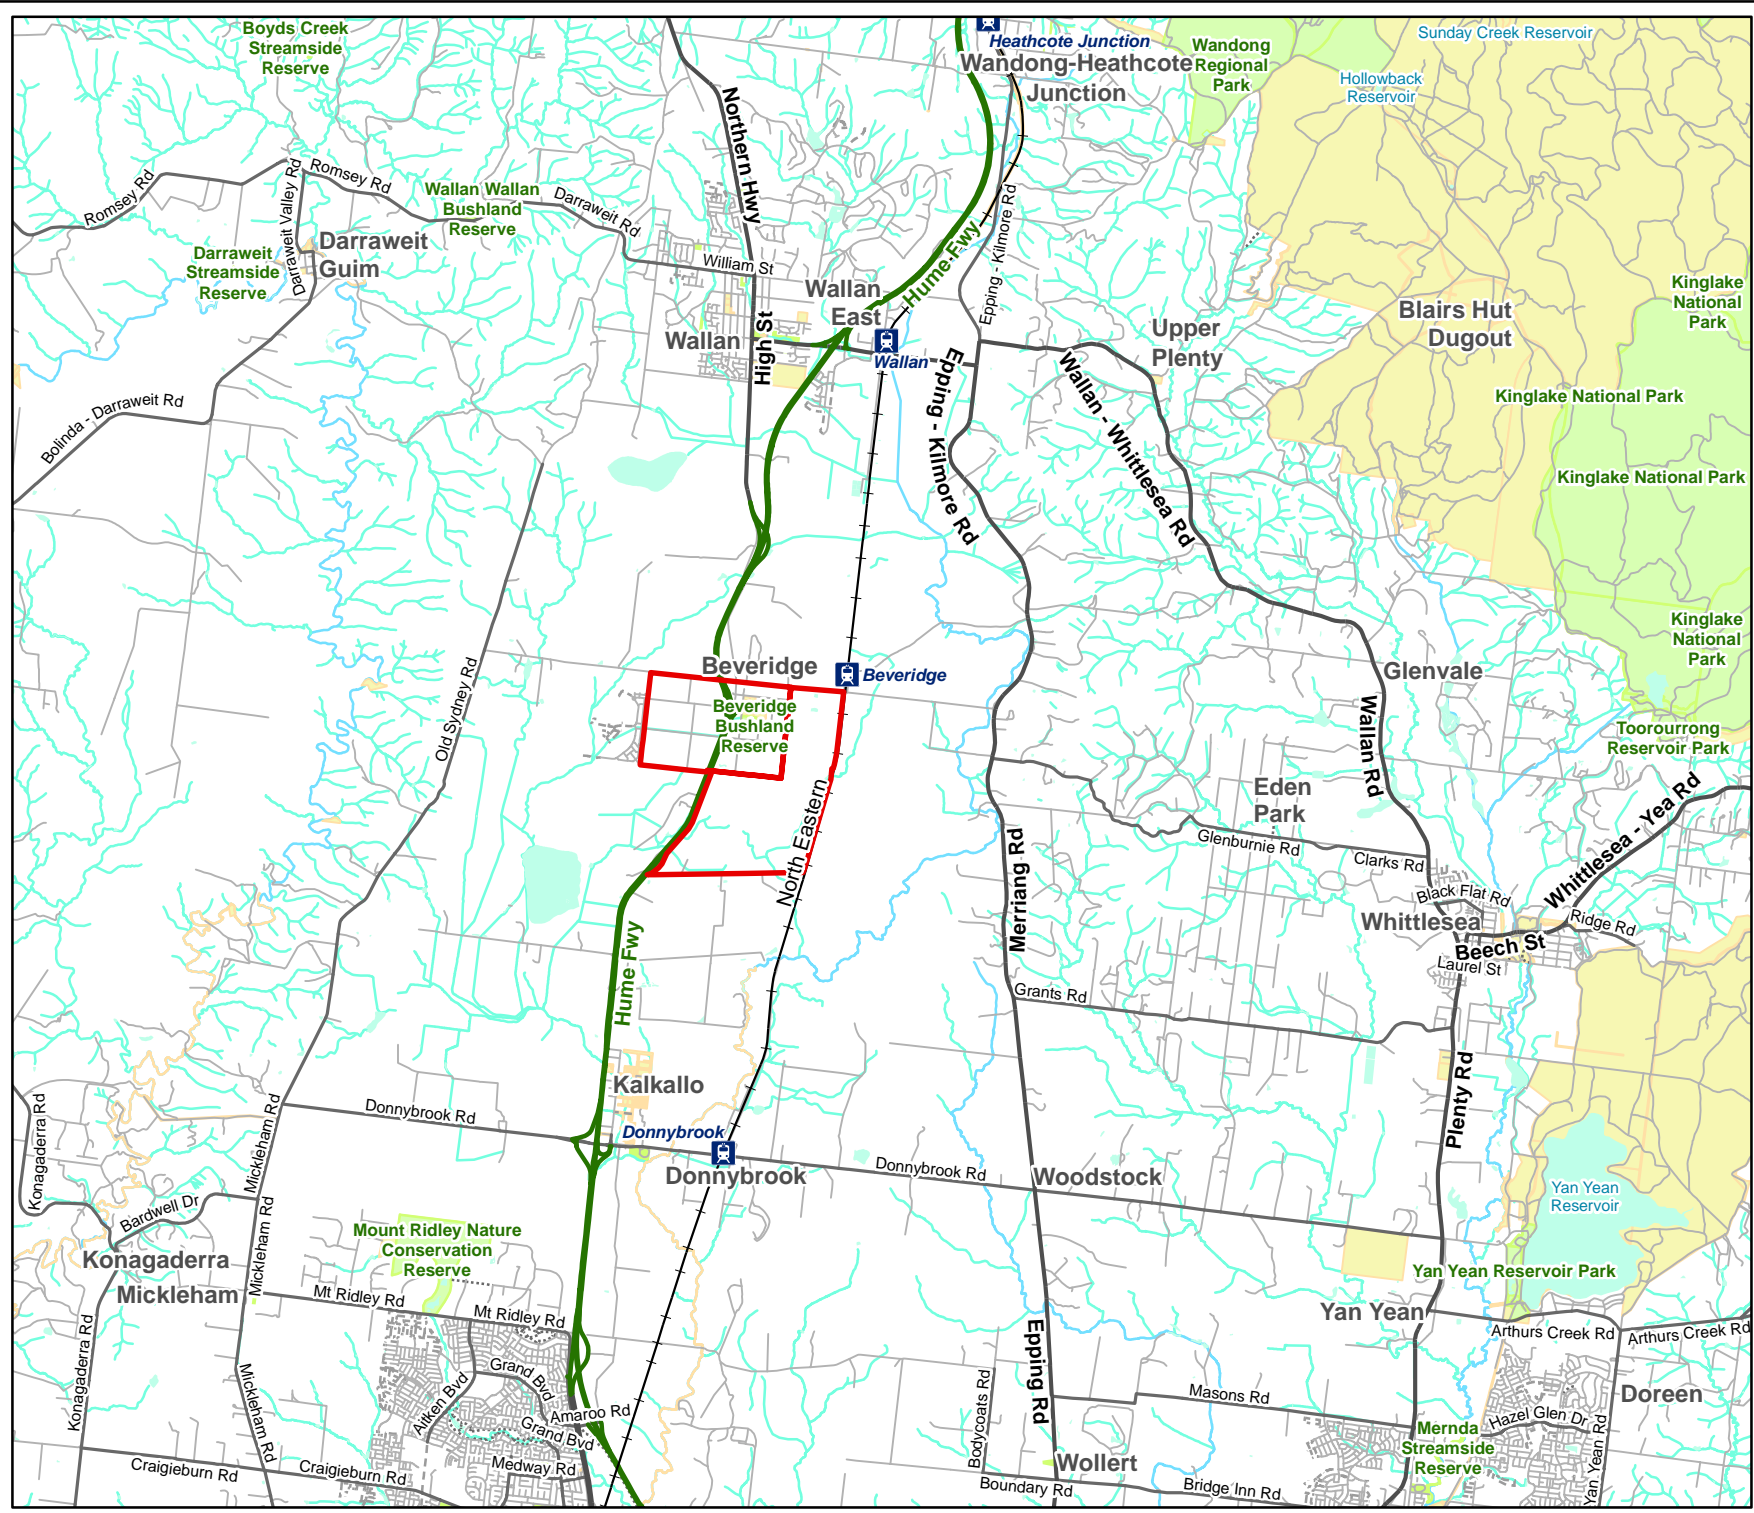 Boyds Creek
Streamside
Reserve
Heathcote Junction
Wandong-Heathcote
Junction
Wandong
Regional
Park
Sunday Creek Reservoir
Hollowback
Reservoir
Northern Hwy
Romsey Rd
Romsey Rd
Darraweit Valley Rd
Wallan Wallan
Bushland
Reserve
Darraweit Rd
Darraweit
Guim
Darraweit
Streamside
Reserve
William St
Hume Fwy
Epping - Kilmore Rd
Wallan
East
Wallan
High St
Wallan
Upper
Plenty
Blairs Hut
Dugout
Kinglake
National
Park
Kinglake National Park
Kinglake National Park
Kinglake
National
Park
Bolinda - Darraweit Rd
Epping - Kilmore Rd
Wallan - Whittlesea Rd
Old Sydney Rd
Beveridge
Beveridge
Beveridge
Bushland
Reserve
Glenvale
Wallan Rd
Toorourrong
Reservoir Park
Eden
Park
Whittlesea - Yea Rd
North Eastern
Merriang Rd
Glenburnie Rd
Clarks Rd
Black Flat Rd
Whittlesea
Ridge Rd
Beech St
Laurel St
Hume Fwy
Grants Rd
Plenty Rd
Kalkallo
Donnybrook Rd
Konagaderra Rd
Mickleham Rd
Donnybrook
Donnybrook
Donnybrook Rd
Woodstock
Yan Yean
Reservoir
Bardwell Dr
Mickleham Rd
Mount Ridley Nature
Conservation
Reserve
Konagaderra
Mickleham
Yan Yean Reservoir Park
Mt Ridley Rd
Mt Ridley Rd
Yan Yean
Arthurs Creek Rd
Arthurs Creek Rd
Konagaderra Rd
Mickleham Rd
Grand Bvd
Aitken Bvd
Amaroo Rd
Grand Bvd
Medway Rd
Epping Rd
Bodycoats Rd
Masons Rd
Doreen
Hazel Glen Dr
Mernda
Streamside
Reserve
Yan Yean Rd
Craigieburn Rd
Craigieburn Rd
Wollert
Boundary Rd
Bridge Inn Rd